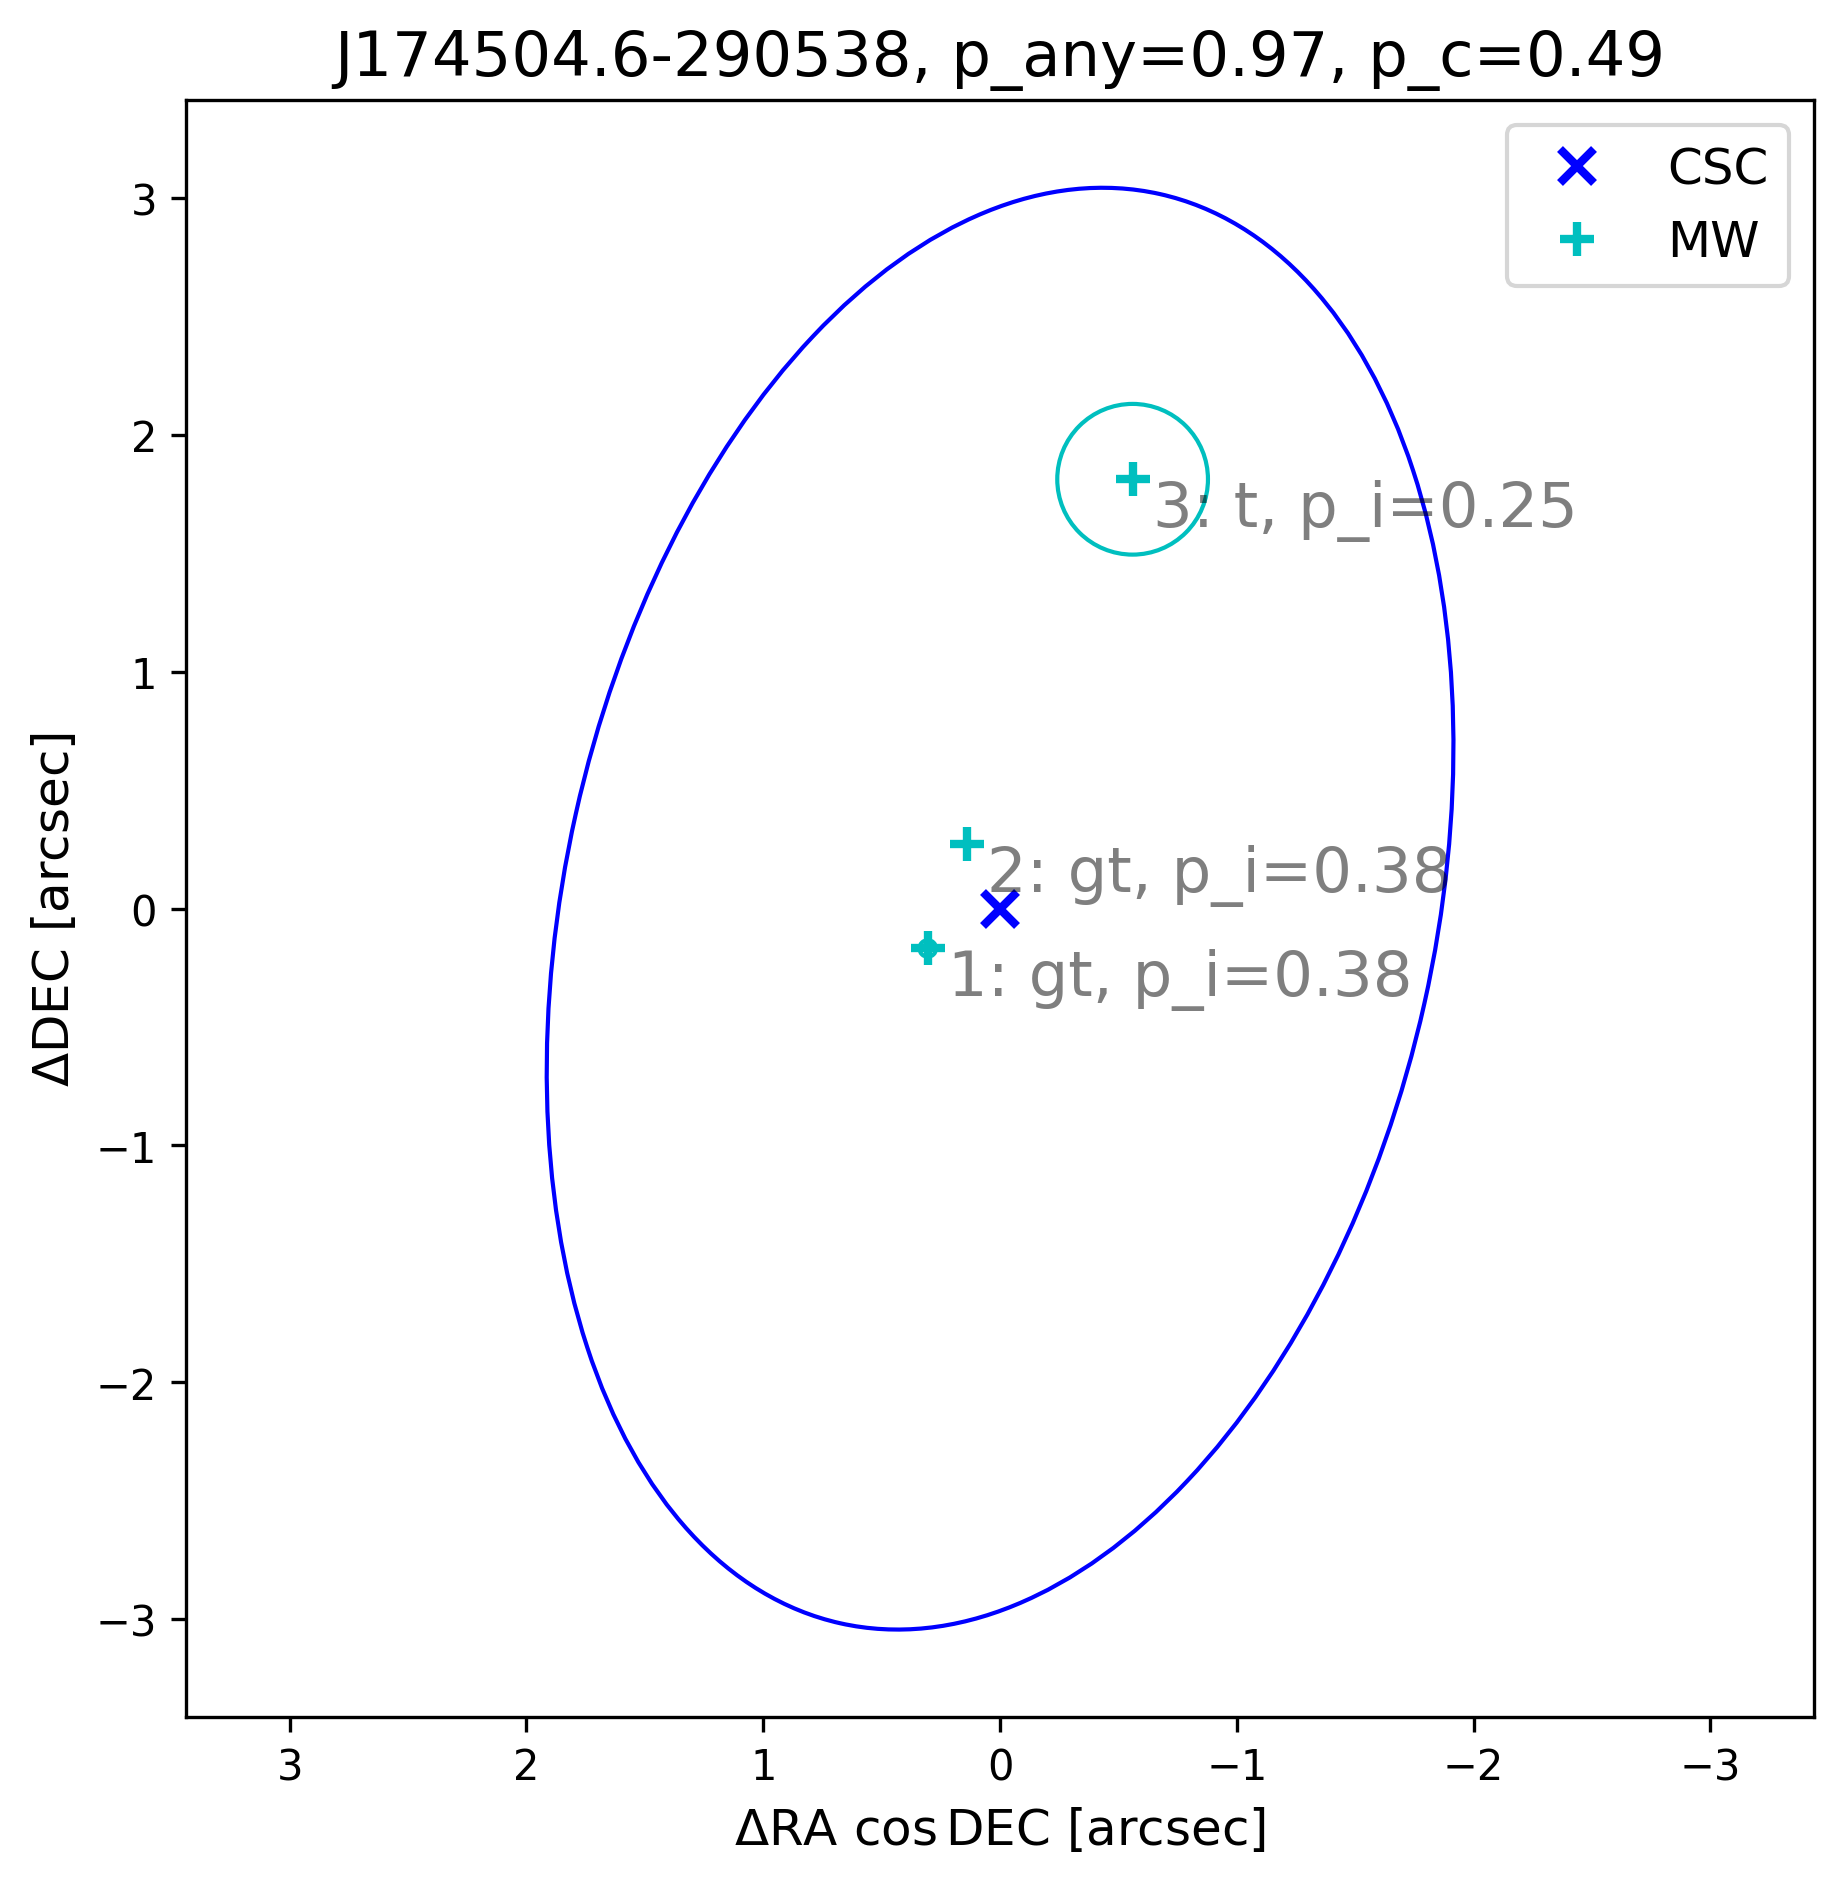 J174504.6-290538, p_any=0.97, p_c=0.49
CSC
MW
3: t, p_i=0.25
2: gt, p_i=0.38
1: gt, p_i=0.38
3
2
1
0
−1
−2
−3
ΔDEC [arcsec]
3 2 1 0 −1 −2 −3
ΔRA cos DEC [arcsec]